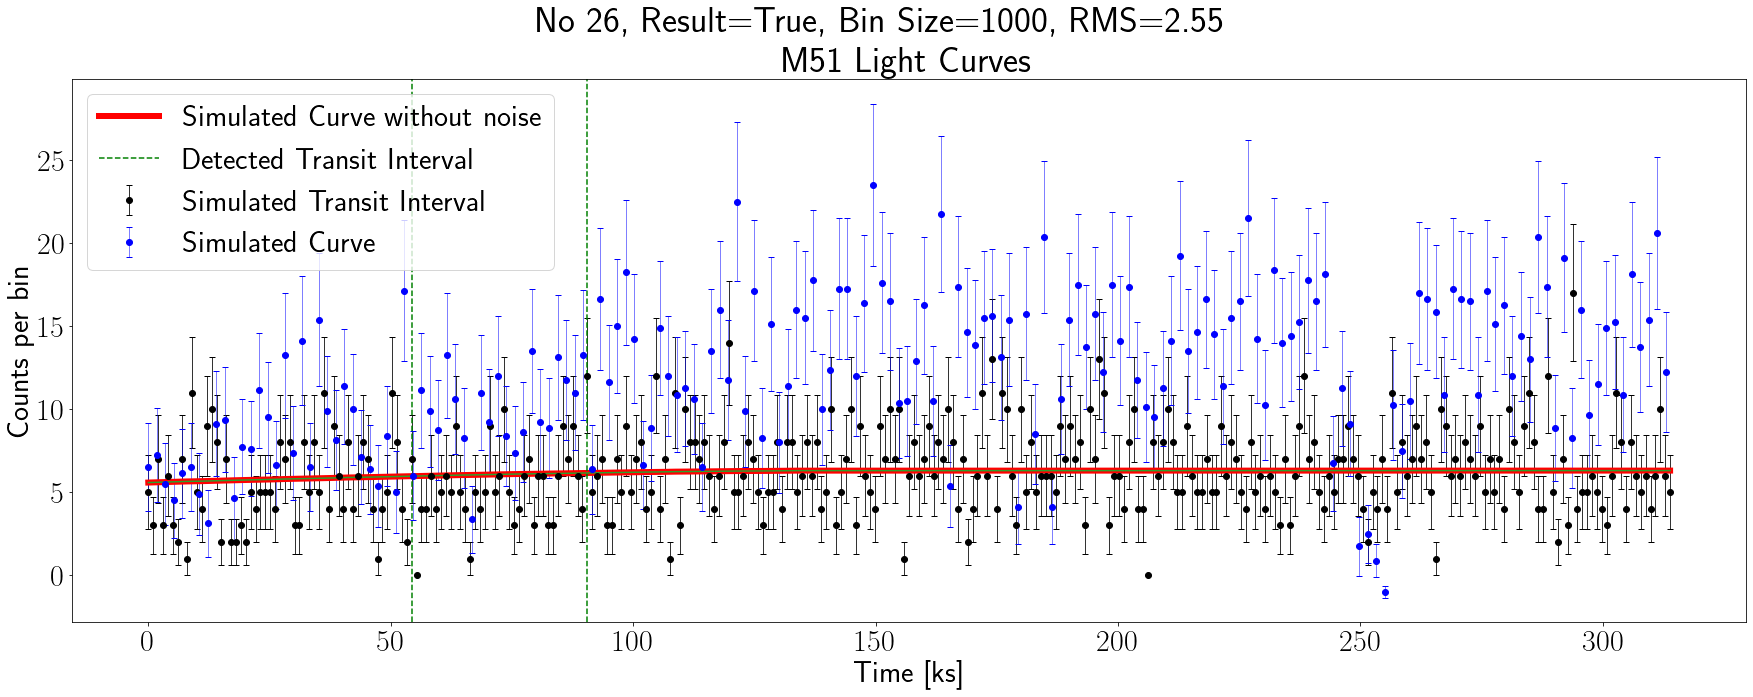 No 26, Result=True, Bin Size=1000, RMS=2.55
M51 Light Curves
Simulated Curve without noise
Detected Transit Interval
Simulated Transit Interval
Simulated Curve
Counts per bin
25
20
15
10
5
0
0 50 100 150 200 250 300
Time [ks]